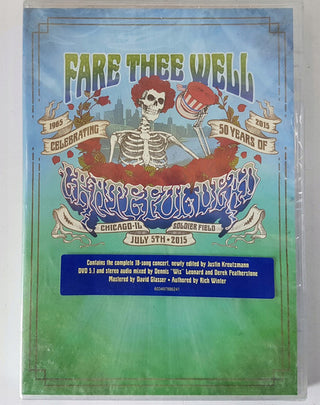 FARE THEE WELL
1965 2015
CELEBRATING 50 YEARS OF
GRATEFUL DEAD
CHICAGO·IL SOLDIER FIELD
JULY 5TH·2015
Contains the complete 18-song concert, newly edited by Justin Kreutzmann
DVD 5.1 and stereo audio mixed by Dennis "Wiz" Leonard and Derek Featherstone
Mastered by David Glasser • Authored by Rich Winter
603497886241